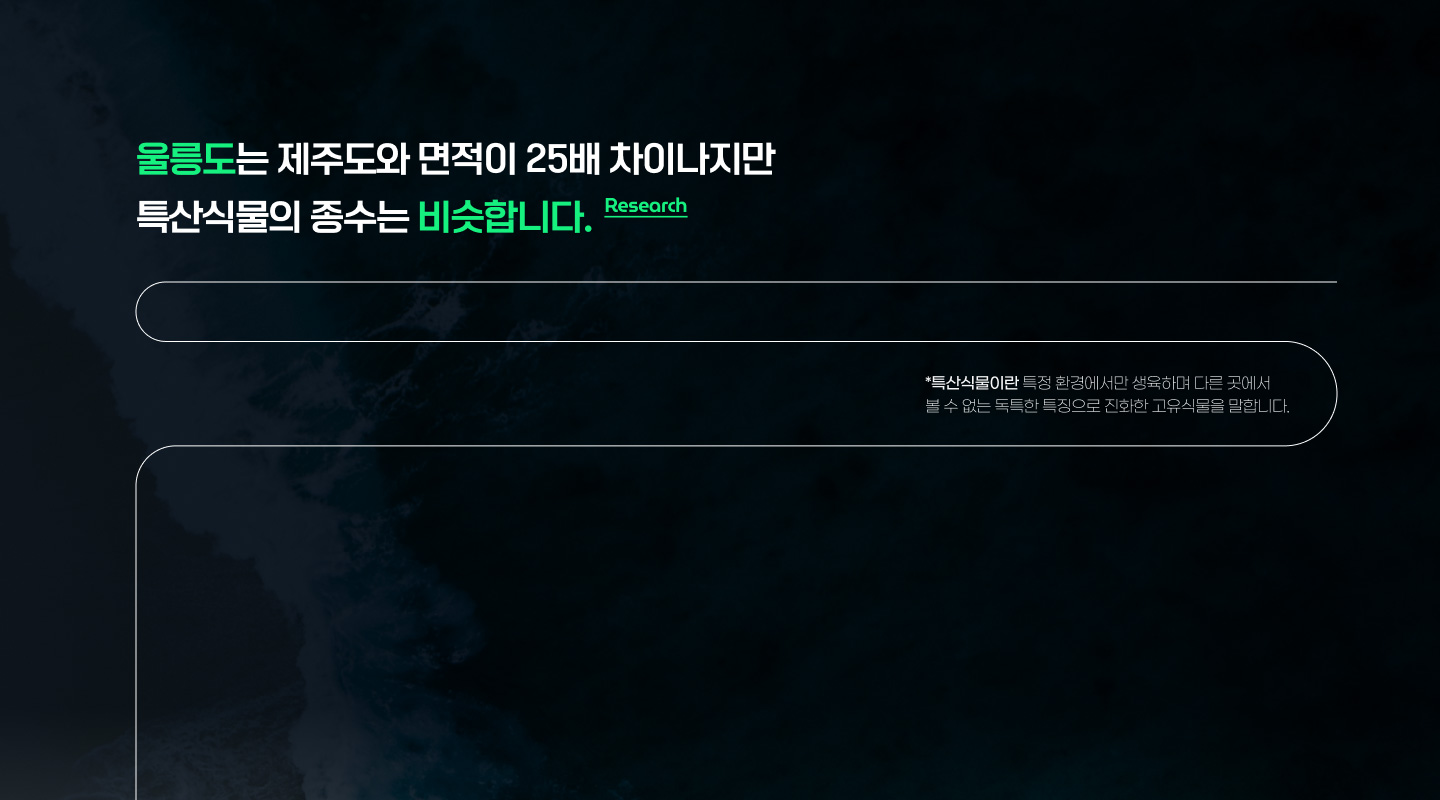 울릉도는 제주도와 면적이 25배 차이나지만
특산식물의 종수는 비슷합니다. Research
*특산식물이란 특정 환경에서만 생육하며 다른 곳에서
볼 수 없는 독특한 특징으로 진화한 고유식물을 말합니다.